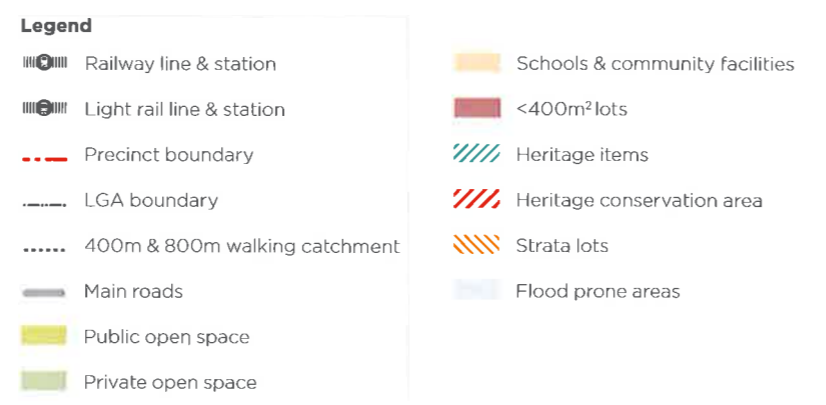 Legend
Railway line & station
Light rail line & station
Precinct boundary
LGA boundary
400m & 800m walking catchment
Main roads
Public open space
Private open space
Schools & community facilities
<400m² lots
Heritage items
Heritage conservation area
Strata lots
Flood prone areas